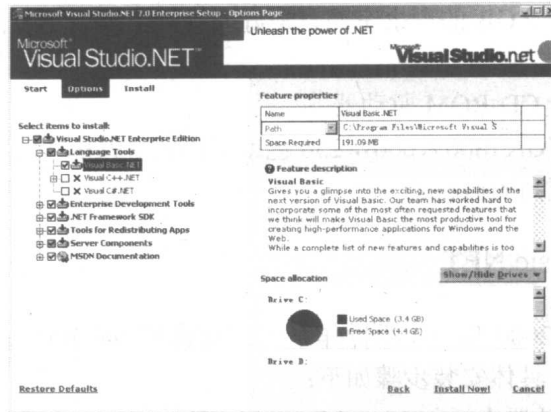 Microsoft Visual Studio.NET 7.0 Enterprise Setup - Options Page
Microsoft
Visual Studio.NET
Unleash the power of .NET
Microsoft
Visual Studio.net
Start Options Install
Select items to install:
Visual Studio.NET Enterprise Edition
Language Tools
Visual Basic.NET
Visual C++.NET
Visual C#.NET
Enterprise Development Tools
.NET Framework SDK
Tools for Redistributing Apps
Server Components
MSDN Documentation
Feature properties
Name Visual Basic.NET
Path C:\Program Files\Microsoft Visual S
Space Required 191.09 MB
Feature description
Visual Basic
Gives you a glimpse into the exciting, new capabilities of the
next version of Visual Basic. Our team has worked hard to
incorporate some of the most often requested features that
we think will make Visual Basic the most productive tool for
creating high-performance applications for Windows and the
Web.
While a complete list of new features and capabilities is too
Space allocation
Show/Hide Drives
Drive C:
Used Space (3.4 GB)
Free Space (4.4 GB)
Drive D:
Restore Defaults
Back Install Now! Cancel